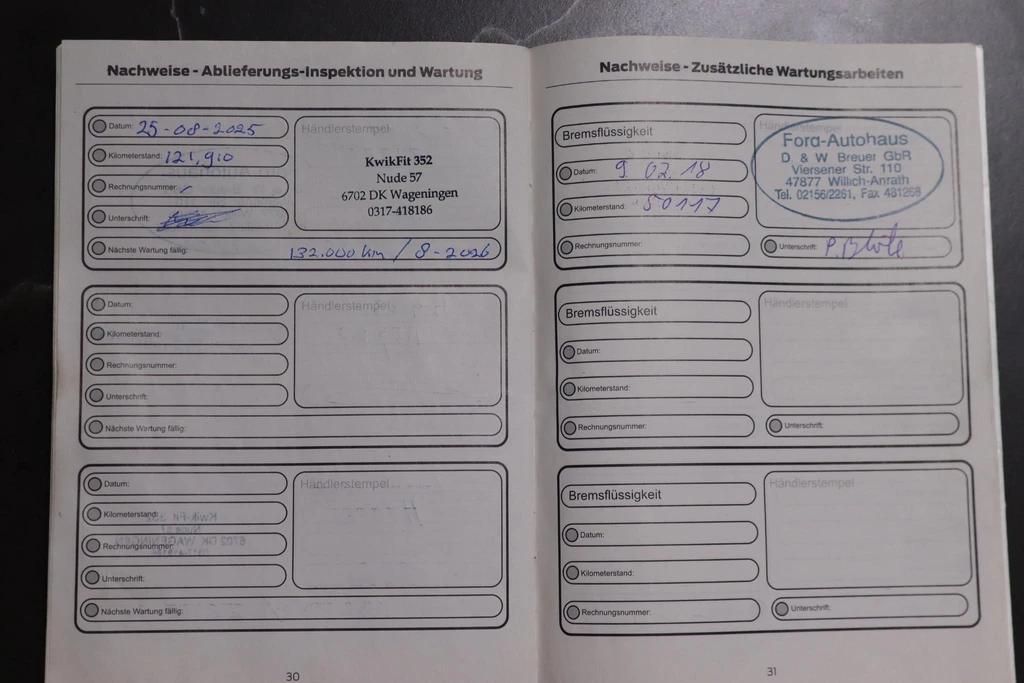 Nachweise - Ablieferungs-Inspektion und Wartung
Datum: 25-08-2025
Kilometerstand: 121,910
Rechnungsnummer:
Unterschrift:
Nächste Wartung fällig: 132.000 km / 8-2026
Händlerstempel
KwikFit 352
Nude 57
6702 DK Wageningen
0317-418186
Datum:
Kilometerstand:
Rechnungsnummer:
Unterschrift:
Nächste Wartung fällig:
Händlerstempel
Datum:
Kilometerstand:
Rechnungsnummer:
Unterschrift:
Nächste Wartung fällig:
Händlerstempel
30
Nachweise - Zusätzliche Wartungsarbeiten
Bremsflüssigkeit
Datum: 9.02.18
Kilometerstand: 50117
Rechnungsnummer:
Händlerstempel
Ford-Autohaus
D. & W Breuer GbR
Viersener Str. 110
47877 Willich-Anrath
Tel. 02156/2261, Fax 481268
Unterschrift:
Bremsflüssigkeit
Datum:
Kilometerstand:
Rechnungsnummer:
Händlerstempel
Unterschrift:
Bremsflüssigkeit
Datum:
Kilometerstand:
Rechnungsnummer:
Händlerstempel
Unterschrift:
31